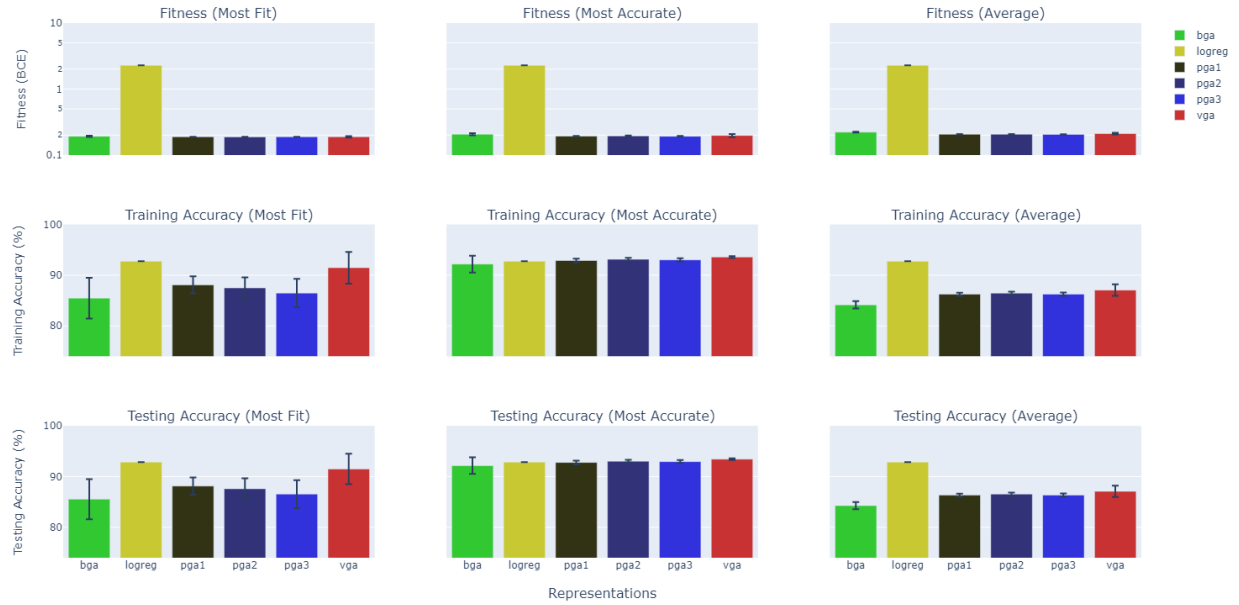 Fitness (Most Fit)
Fitness (Most Accurate)
Fitness (Average)
Fitness (BCE)
10
5
2
1
5
2
0.1
bga
logreg
pga1
pga2
pga3
vga
Training Accuracy (Most Fit)
Training Accuracy (Most Accurate)
Training Accuracy (Average)
Training Accuracy (%)
100
90
80
Testing Accuracy (Most Fit)
Testing Accuracy (Most Accurate)
Testing Accuracy (Average)
Testing Accuracy (%)
100
90
80
bga logreg pga1 pga2 pga3 vga
bga logreg pga1 pga2 pga3 vga
bga logreg pga1 pga2 pga3 vga
Representations